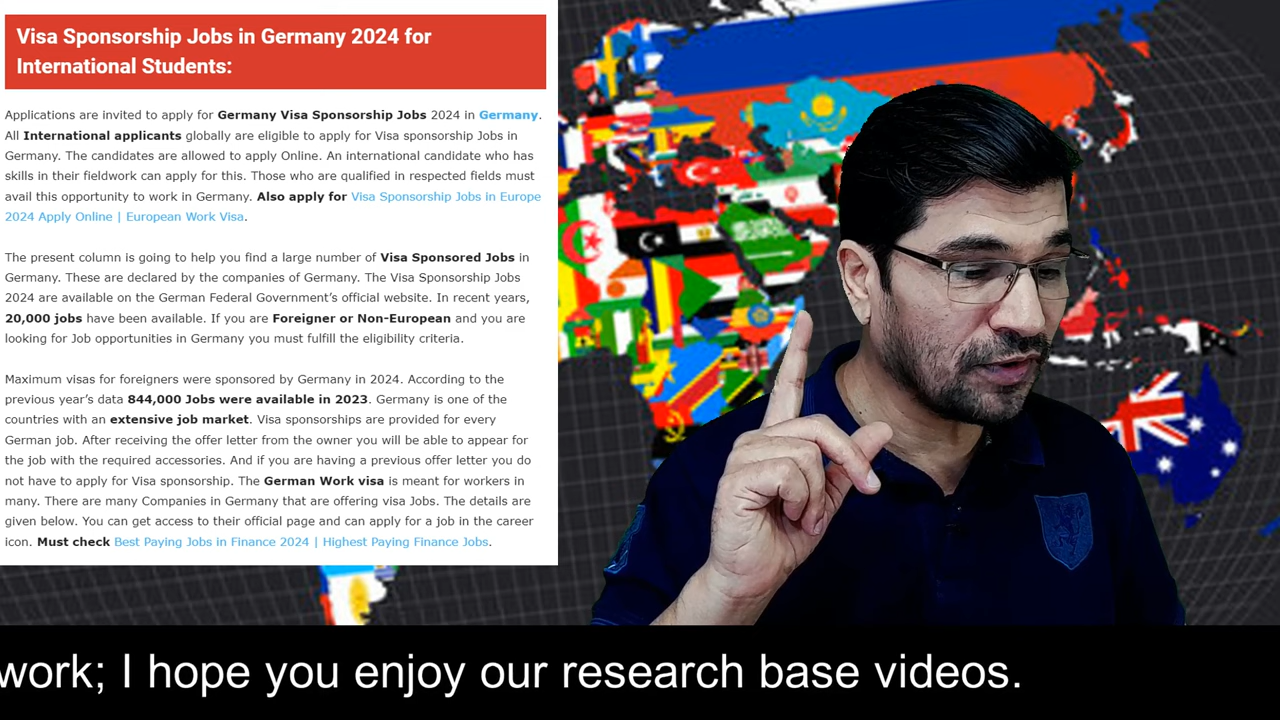 Visa Sponsorship Jobs in Germany 2024 for
International Students:
Applications are invited to apply for Germany Visa Sponsorship Jobs 2024 in Germany.
All International applicants globally are eligible to apply for Visa sponsorship Jobs in
Germany. The candidates are allowed to apply Online. An international candidate who has
skills in their fieldwork can apply for this. Those who are qualified in respected fields must
avail this opportunity to work in Germany. Also apply for Visa Sponsorship Jobs in Europe
2024 Apply Online | European Work Visa.
The present column is going to help you find a large number of Visa Sponsored Jobs in
Germany. These are declared by the companies of Germany. The Visa Sponsorship Jobs
2024 are available on the German Federal Government’s official website. In recent years,
20,000 jobs have been available. If you are Foreigner or Non-European and you are
looking for Job opportunities in Germany you must fulfill the eligibility criteria.
Maximum visas for foreigners were sponsored by Germany in 2024. According to the
previous year’s data 844,000 Jobs were available in 2023. Germany is one of the
countries with an extensive job market. Visa sponsorships are provided for every
German job. After receiving the offer letter from the owner you will be able to appear for
the job with the required accessories. And if you are having a previous offer letter you do
not have to apply for Visa sponsorship. The German Work visa is meant for workers in
many. There are many Companies in Germany that are offering visa Jobs. The details are
given below. You can get access to their official page and can apply for a job in the career
icon. Must check Best Paying Jobs in Finance 2024 | Highest Paying Finance Jobs.
work; I hope you enjoy our research base videos.